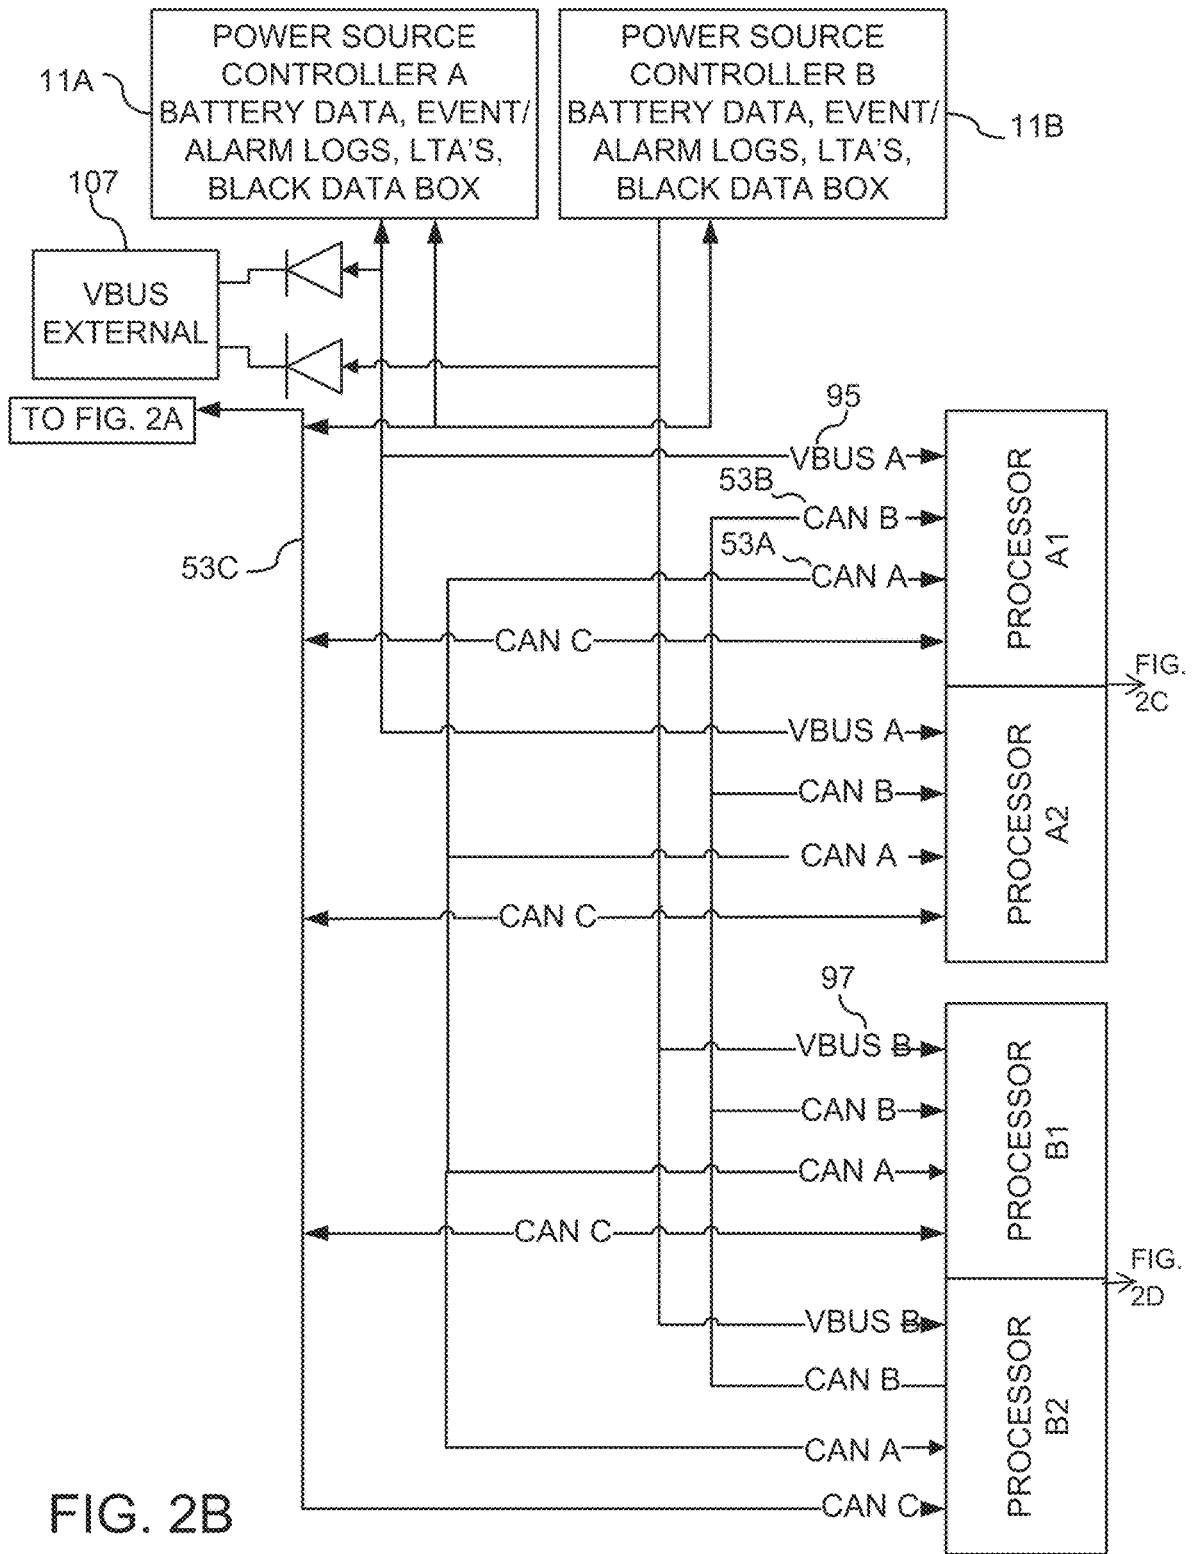 POWER SOURCE
CONTROLLER A
BATTERY DATA, EVENT/
ALARM LOGS, LTA'S,
BLACK DATA BOX
POWER SOURCE
CONTROLLER B
BATTERY DATA, EVENT/
ALARM LOGS, LTA'S,
BLACK DATA BOX
11A
11B
107
VBUS
EXTERNAL
TO FIG. 2A
95
VBUS A
53B
CAN B
53A
CAN A
53C
CAN C
PROCESSOR
A1
FIG.
2C
VBUS A
CAN B
CAN A
CAN C
PROCESSOR
A2
97
VBUS B
CAN B
CAN A
CAN C
PROCESSOR
B1
FIG.
2D
VBUS B
CAN B
CAN A
CAN C
PROCESSOR
B2
FIG. 2B